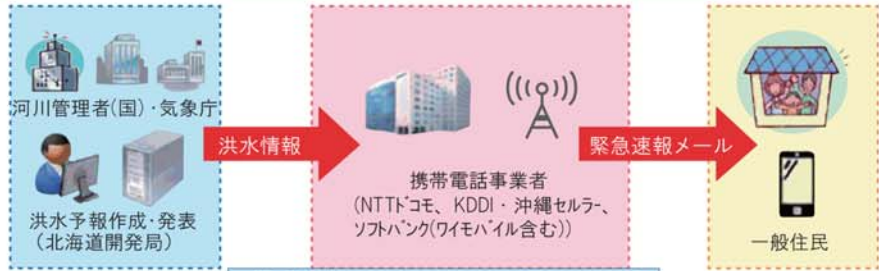 河川管理者(国)･気象庁
洪水予報作成･発表
(北海道開発局)
洪水情報
携帯電話事業者
(NTTドコモ、KDDI・沖縄セルラー、
ソフトバンク(ワイモバイル含む))
緊急速報メール
一般住民